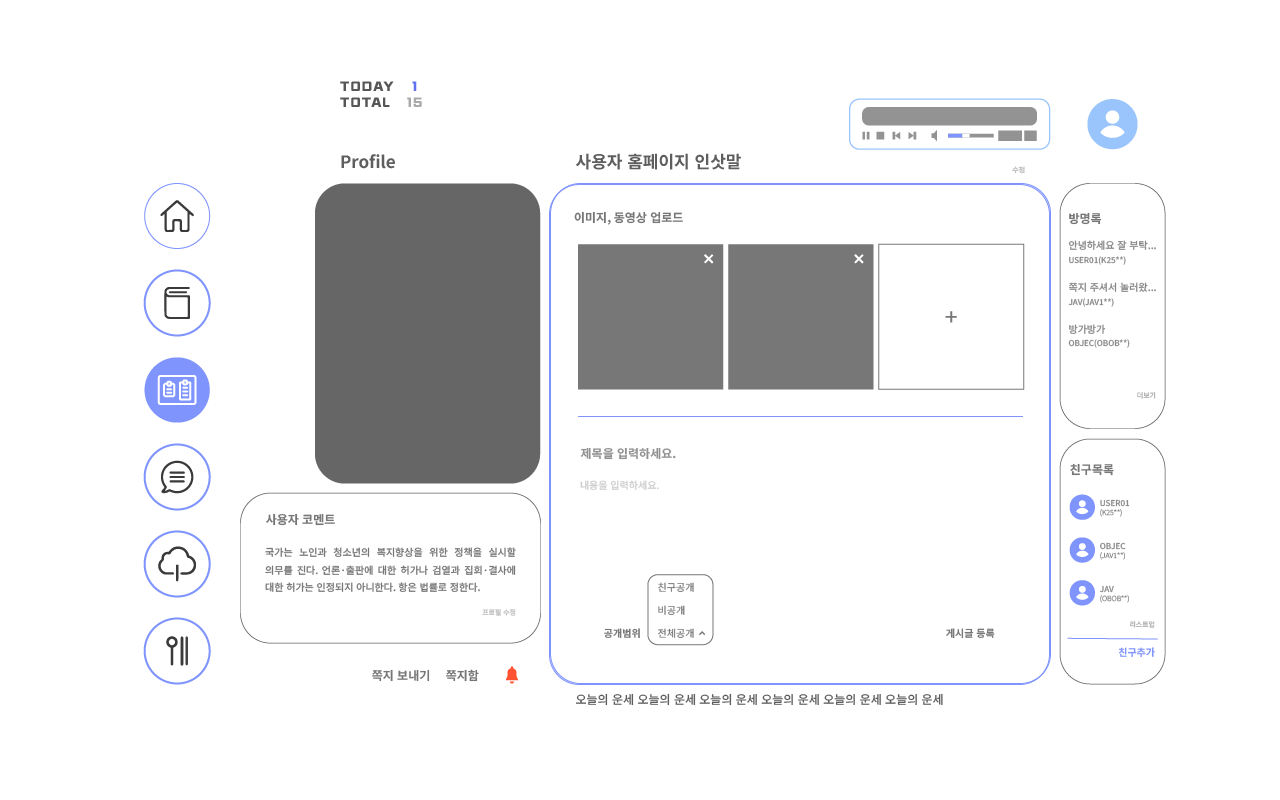 TODAY 1
TOTAL 15
Profile
사용자 홈페이지 인삿말
수정
이미지, 동영상 업로드
제목을 입력하세요.
내용을 입력하세요.
친구공개
비공개
공개범위 전체공개
게시글 등록
사용자 코멘트
국가는 노인과 청소년의 복지향상을 위한 정책을 실시할
의무를 진다. 언론·출판에 대한 허가나 검열과 집회·결사에
대한 허가는 인정되지 아니한다. 항은 법률로 정한다.
프로필 수정
쪽지 보내기 쪽지함
오늘의 운세 오늘의 운세 오늘의 운세 오늘의 운세 오늘의 운세 오늘의 운세
방명록
안녕하세요 잘 부탁...
USER01(K25**)
쪽지 주셔서 놀러왔...
JAV(JAV1**)
방가방가
OBJEC(OBOB**)
더보기
친구목록
USER01
(K25**)
OBJEC
(JAV1**)
JAV
(OBOB**)
리스트업
친구추가